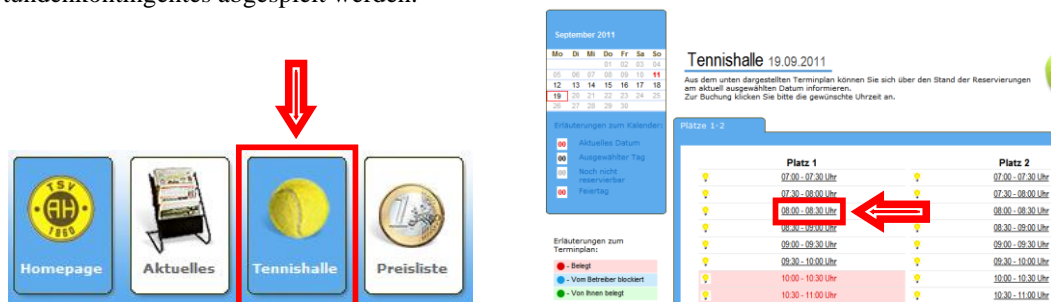 tundenkontingentes abgespielt werden.
TSV
AH
1860
Homepage
Aktuelles
Tennishalle
Preisliste
September 2011
Mo Di Mi Do Fr Sa So
01 02 03 04
05 06 07 08 09 10 11
12 13 14 15 16 17 18
19 20 21 22 23 24 25
26 27 28 29 30
Erläuterungen zum Kalender:
00 Aktuelles Datum
00 Ausgewählter Tag
00 Noch nicht
reservierbar
00 Feiertag
Erläuterungen zum
Terminplan:
- Belegt
- Vom Betreiber blockiert
- Von Ihnen belegt
Tennishalle 19.09.2011
Aus dem unten dargestellten Terminplan können Sie sich über den Stand der Reservierungen
am aktuell ausgewählten Datum informieren.
Zur Buchung klicken Sie bitte die gewünschte Uhrzeit an.
Plätze 1-2
Platz 1 Platz 2
07:00 - 07:30 Uhr 07:00 - 07:30 Uhr
07:30 - 08:00 Uhr 07:30 - 08:00 Uhr
08:00 - 08:30 Uhr 08:00 - 08:30 Uhr
08:30 - 09:00 Uhr 08:30 - 09:00 Uhr
09:00 - 09:30 Uhr 09:00 - 09:30 Uhr
09:30 - 10:00 Uhr 09:30 - 10:00 Uhr
10:00 - 10:30 Uhr 10:00 - 10:30 Uhr
10:30 - 11:00 Uhr 10:30 - 11:00 Uhr